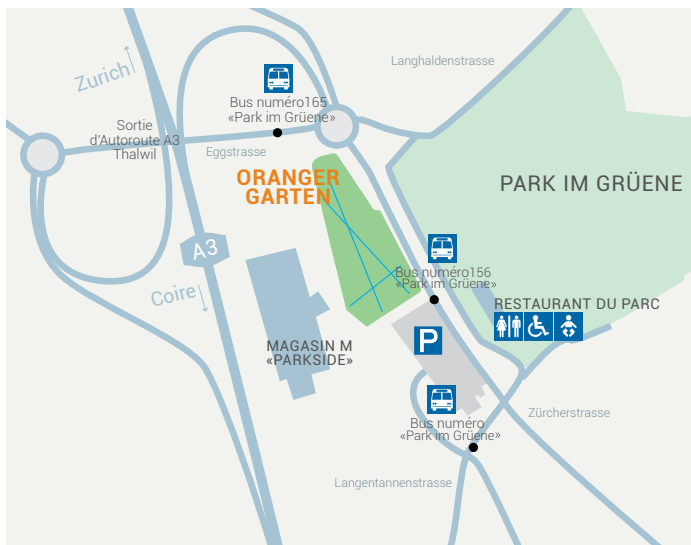 Zurich
Langhaldenstrasse
Bus numéro165
«Park im Grüene»
Sortie
d'Autoroute A3
Thalwil
Eggstrasse
ORANGER
GARTEN
PARK IM GRÜENE
A3
Coire
Bus numéro156
«Park im Grüene»
RESTAURANT DU PARC
MAGASIN M
«PARKSIDE»
P
Bus numéro
«Park im Grüene»
Zürcherstrasse
Langentannenstrasse